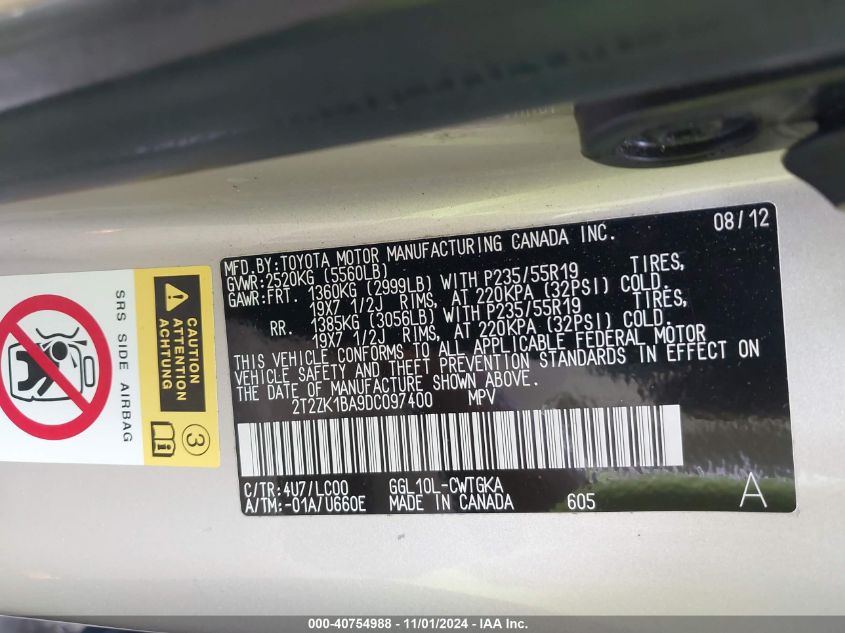 08/12
MFD.BY:TOYOTA MOTOR MANUFACTURING CANADA INC.
GVWR:2520KG (5560LB)
GAWR:FRT. 1360KG (2999LB) WITH P235/55R19 TIRES,
19X7 1/2J RIMS, AT 220KPA (32PSI) COLD.
RR. 1385KG (3056LB) WITH P235/55R19 TIRES,
19X7 1/2J RIMS, AT 220KPA (32PSI) COLD.
THIS VEHICLE CONFORMS TO ALL APPLICABLE FEDERAL MOTOR
VEHICLE SAFETY AND THEFT PREVENTION STANDARDS IN EFFECT ON
THE DATE OF MANUFACTURE SHOWN ABOVE.
2T2ZK1BA9DC097400 MPV
C/TR:4U7/LC00 GGL10L-CWTGKA
A/TM:-01A/U660E MADE IN CANADA 605 A
SRS SIDE AIRBAG
CAUTION
ATTENTION
ACHTUNG
3
000-40754988 - 11/01/2024 - IAA Inc.